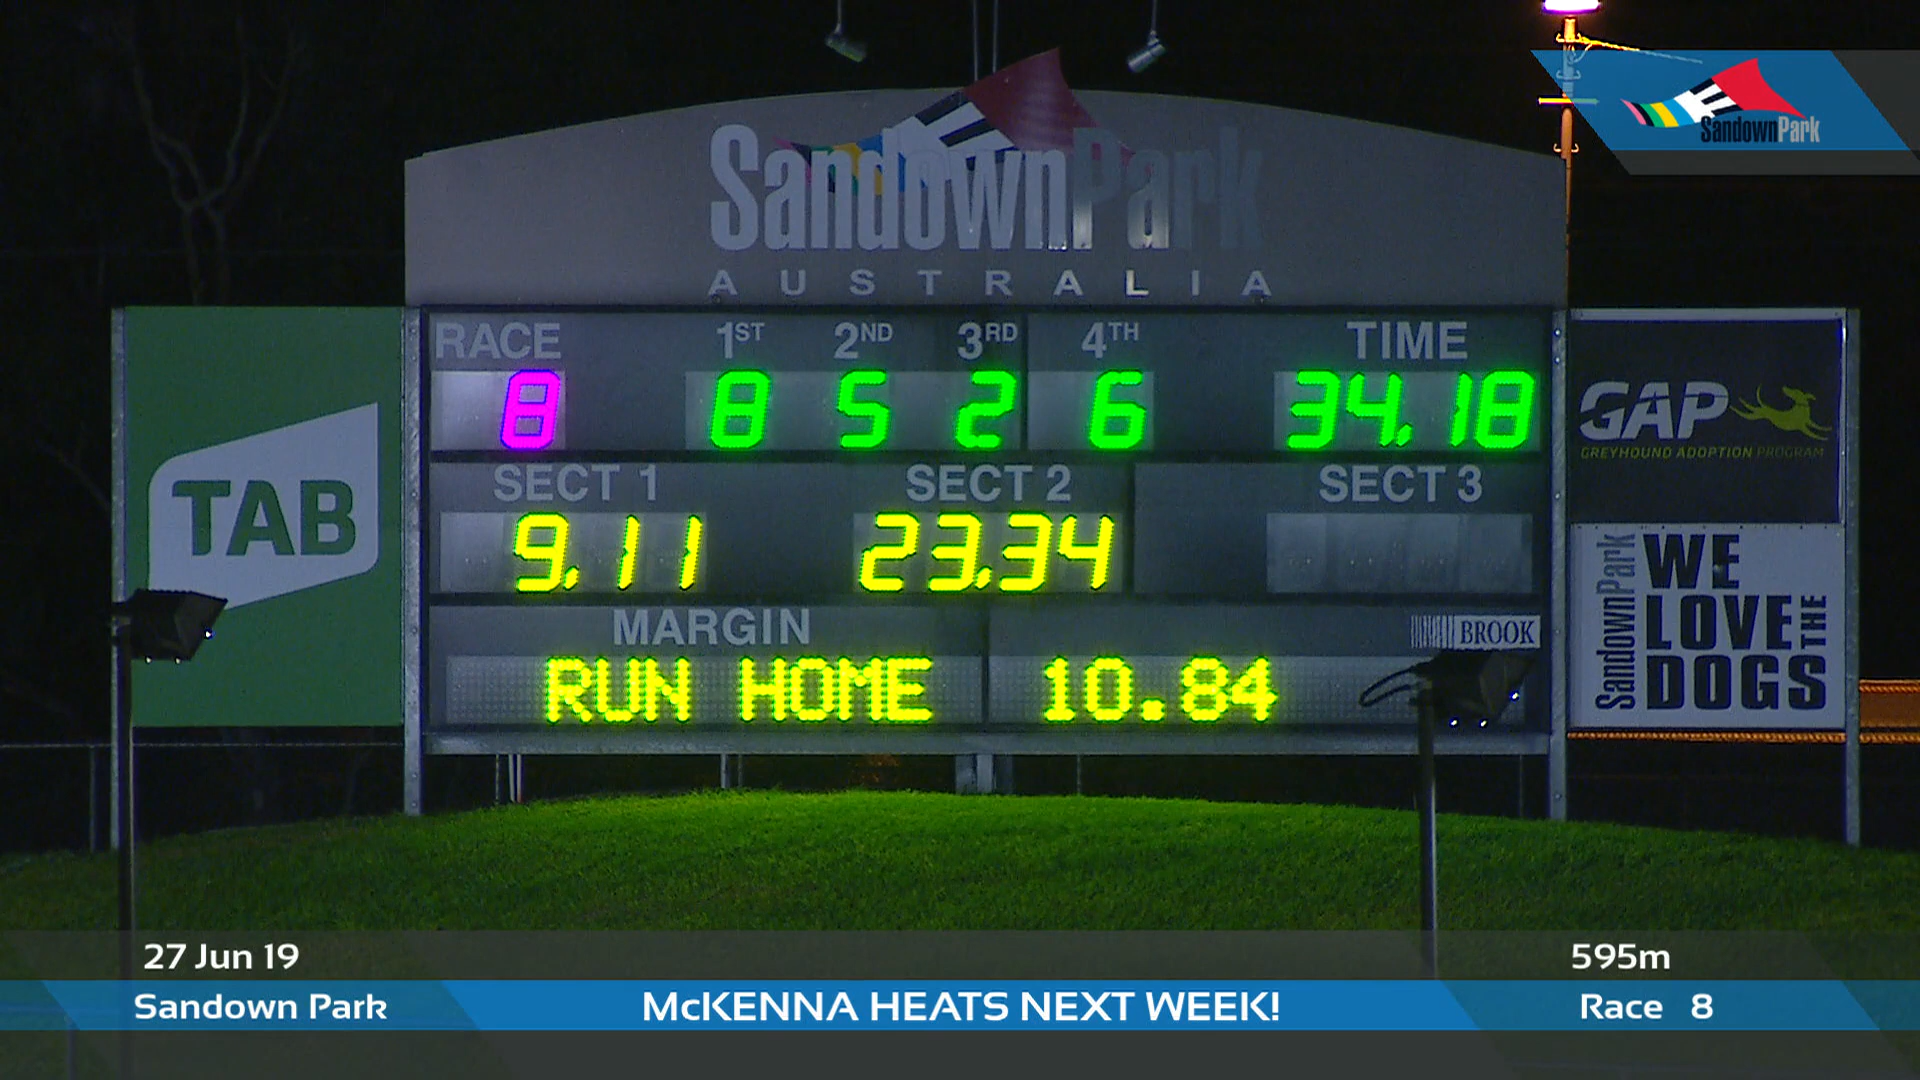 SandownPark
SandownPark
AUSTRALIA
RACE 1ST 2ND 3RD 4TH TIME
8 8 5 2 6 34.18
SECT 1 SECT 2 SECT 3
9.11 23.34
MARGIN
BROOK
RUN HOME 10.84
TAB
GAP
GREYHOUND ADOPTION PROGRAM
SandownPark
WE
LOVE THE
DOGS
27 Jun 19 595m
Sandown Park McKENNA HEATS NEXT WEEK! Race 8